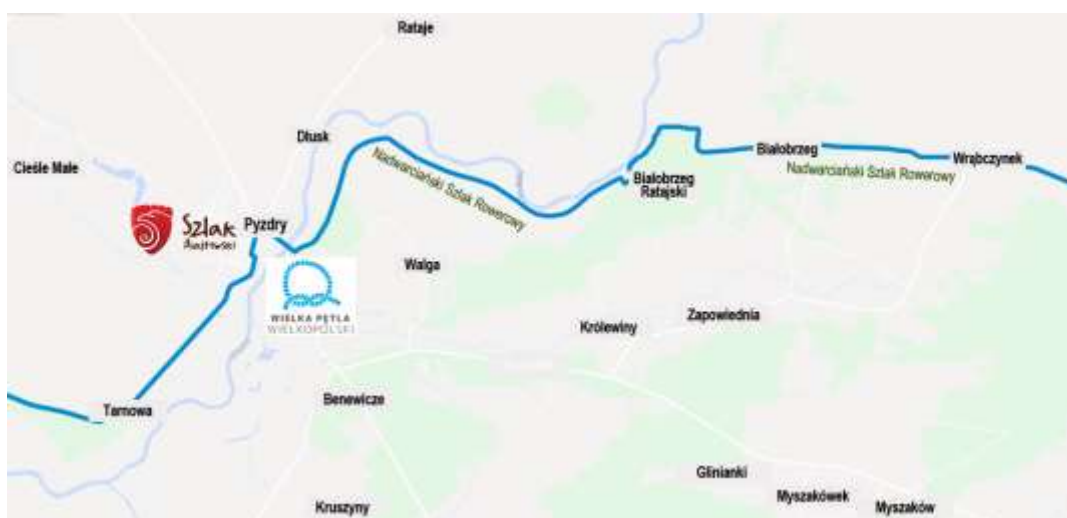 Rataje
Dłusk
Cieśle Małe
Nadwarciański Szlak Rowerowy
Białobrzeg
Wrąbczynek
Nadwarciański Szlak Rowerowy
Białobrzeg
Ratajski
Szlak
Piastowski
Pyzdry
Walga
WIELKA PĘTLA
WIELKOPOLSKI
Królewiny
Zapowiednia
Benewicze
Tarnowa
Glinianki
Myszakówek
Myszaków
Kruszyny